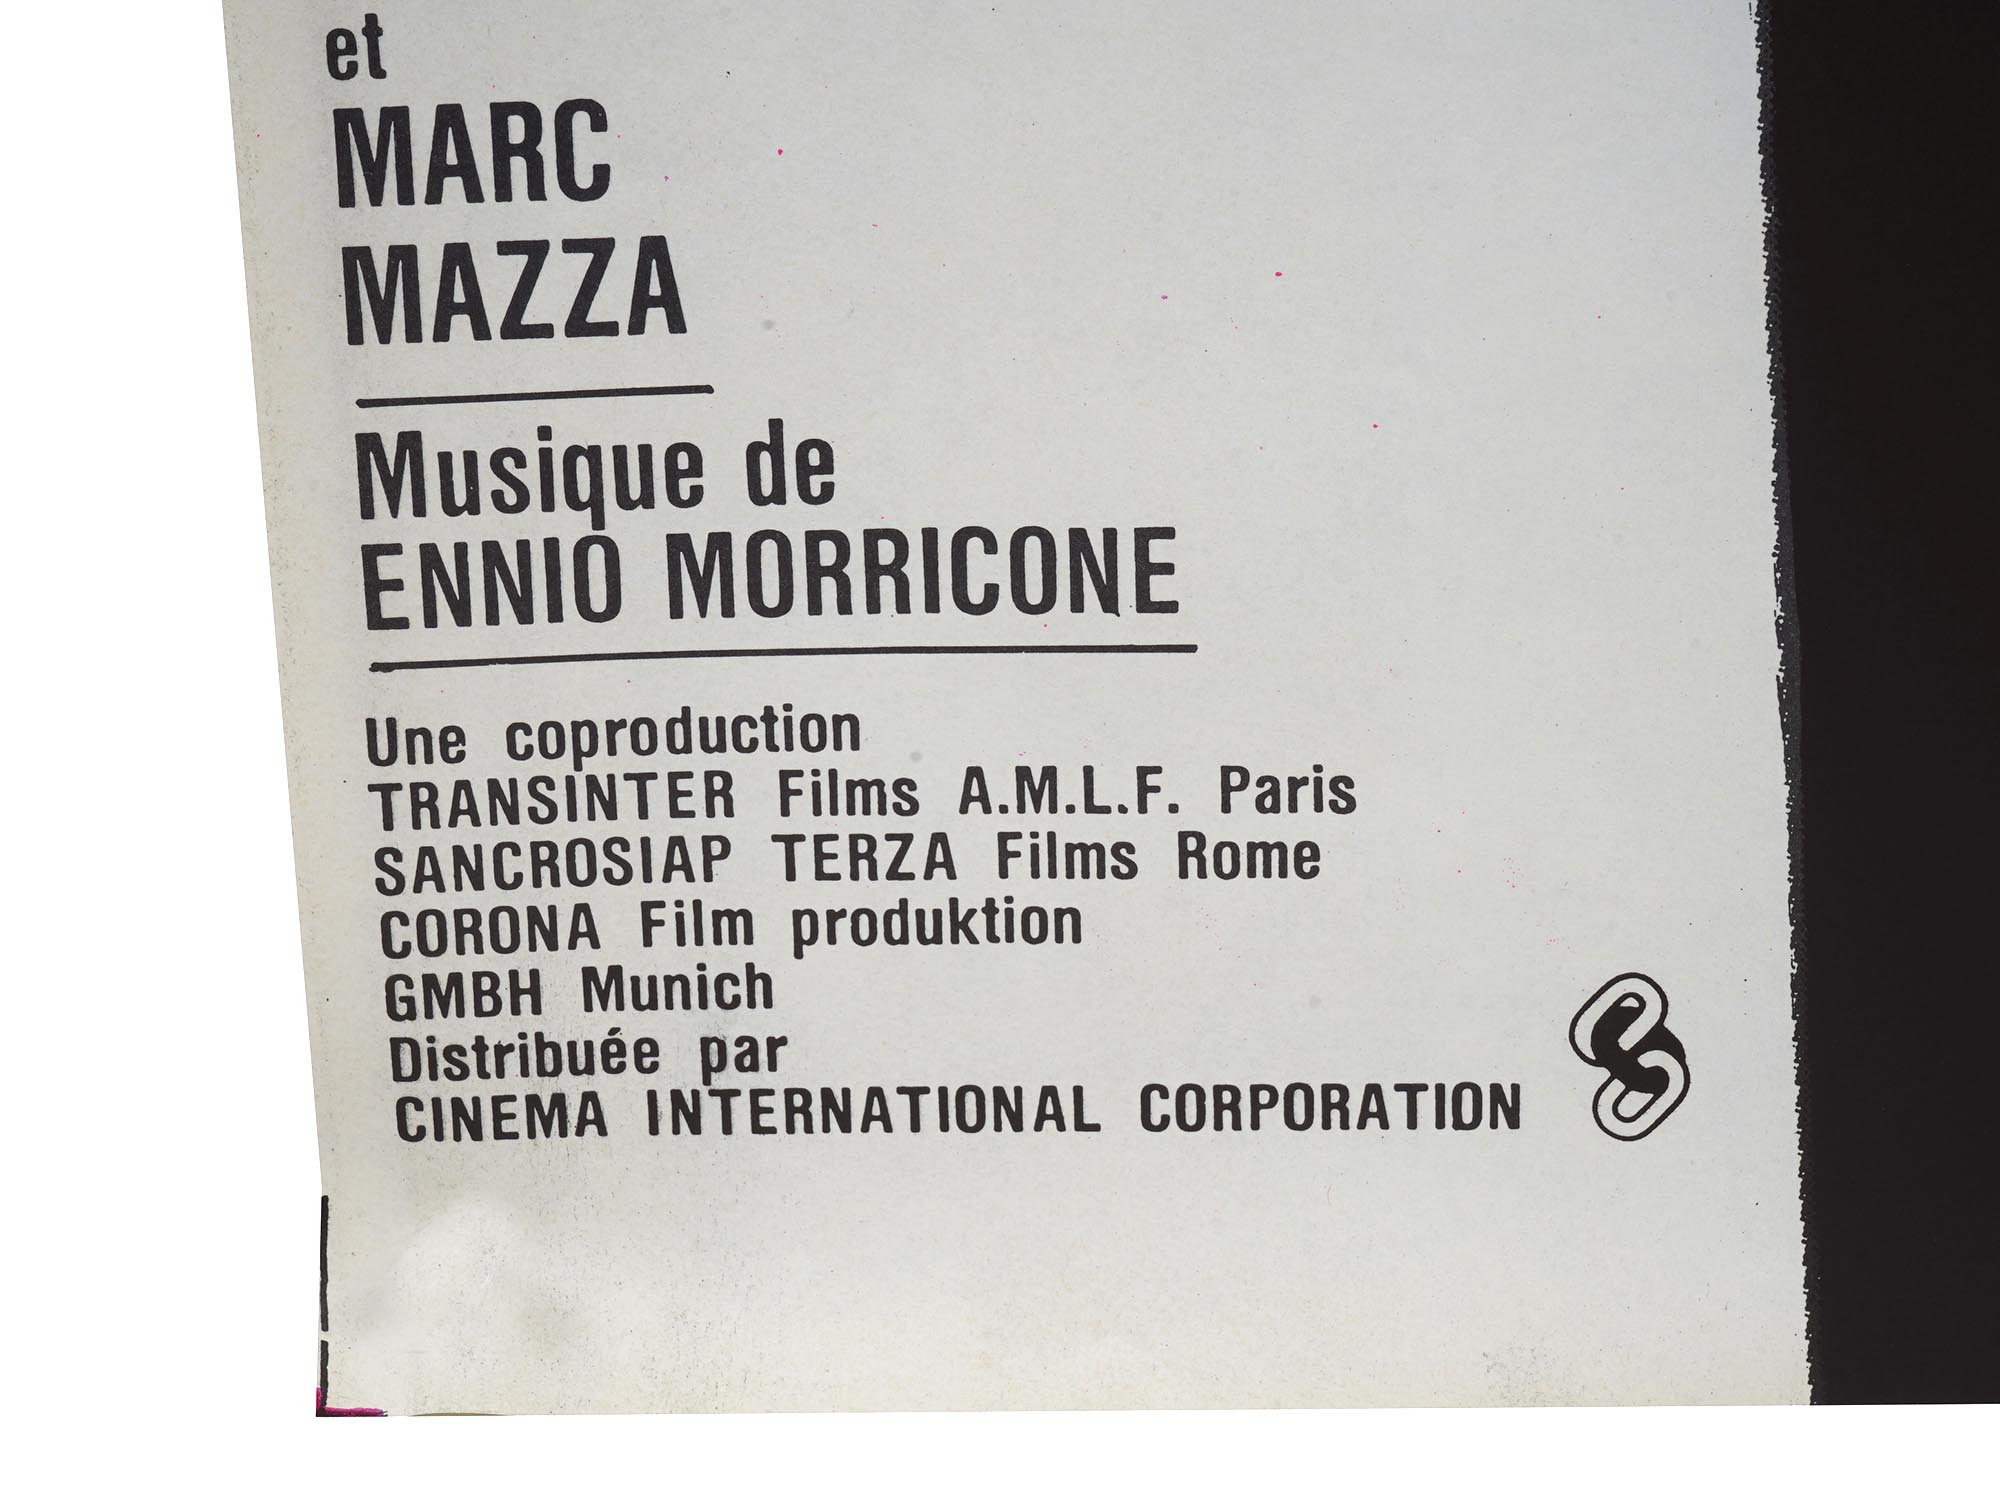 et
MARC
MAZZA
Musique de
ENNIO MORRICONE
Une coproduction
TRANSINTER Films A.M.L.F. Paris
SANCROSIAP TERZA Films Rome
CORONA Film produktion
GMBH Munich
Distribuée par
CINEMA INTERNATIONAL CORPORATION